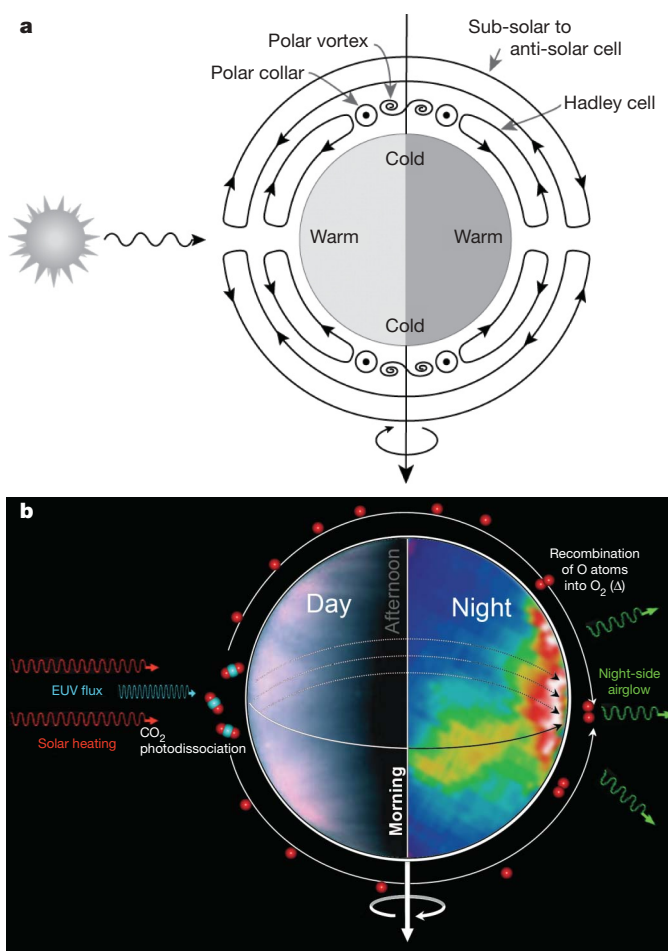 a
Polar vortex
Sub-solar to
anti-solar cell
Polar collar
Hadley cell
Cold
Warm
Warm
Cold
b
Recombination
of O atoms
into O₂ (Δ)
Day
Afternoon
Night
EUV flux
Night-side
airglow
Solar heating
CO₂
photodissociation
Morning